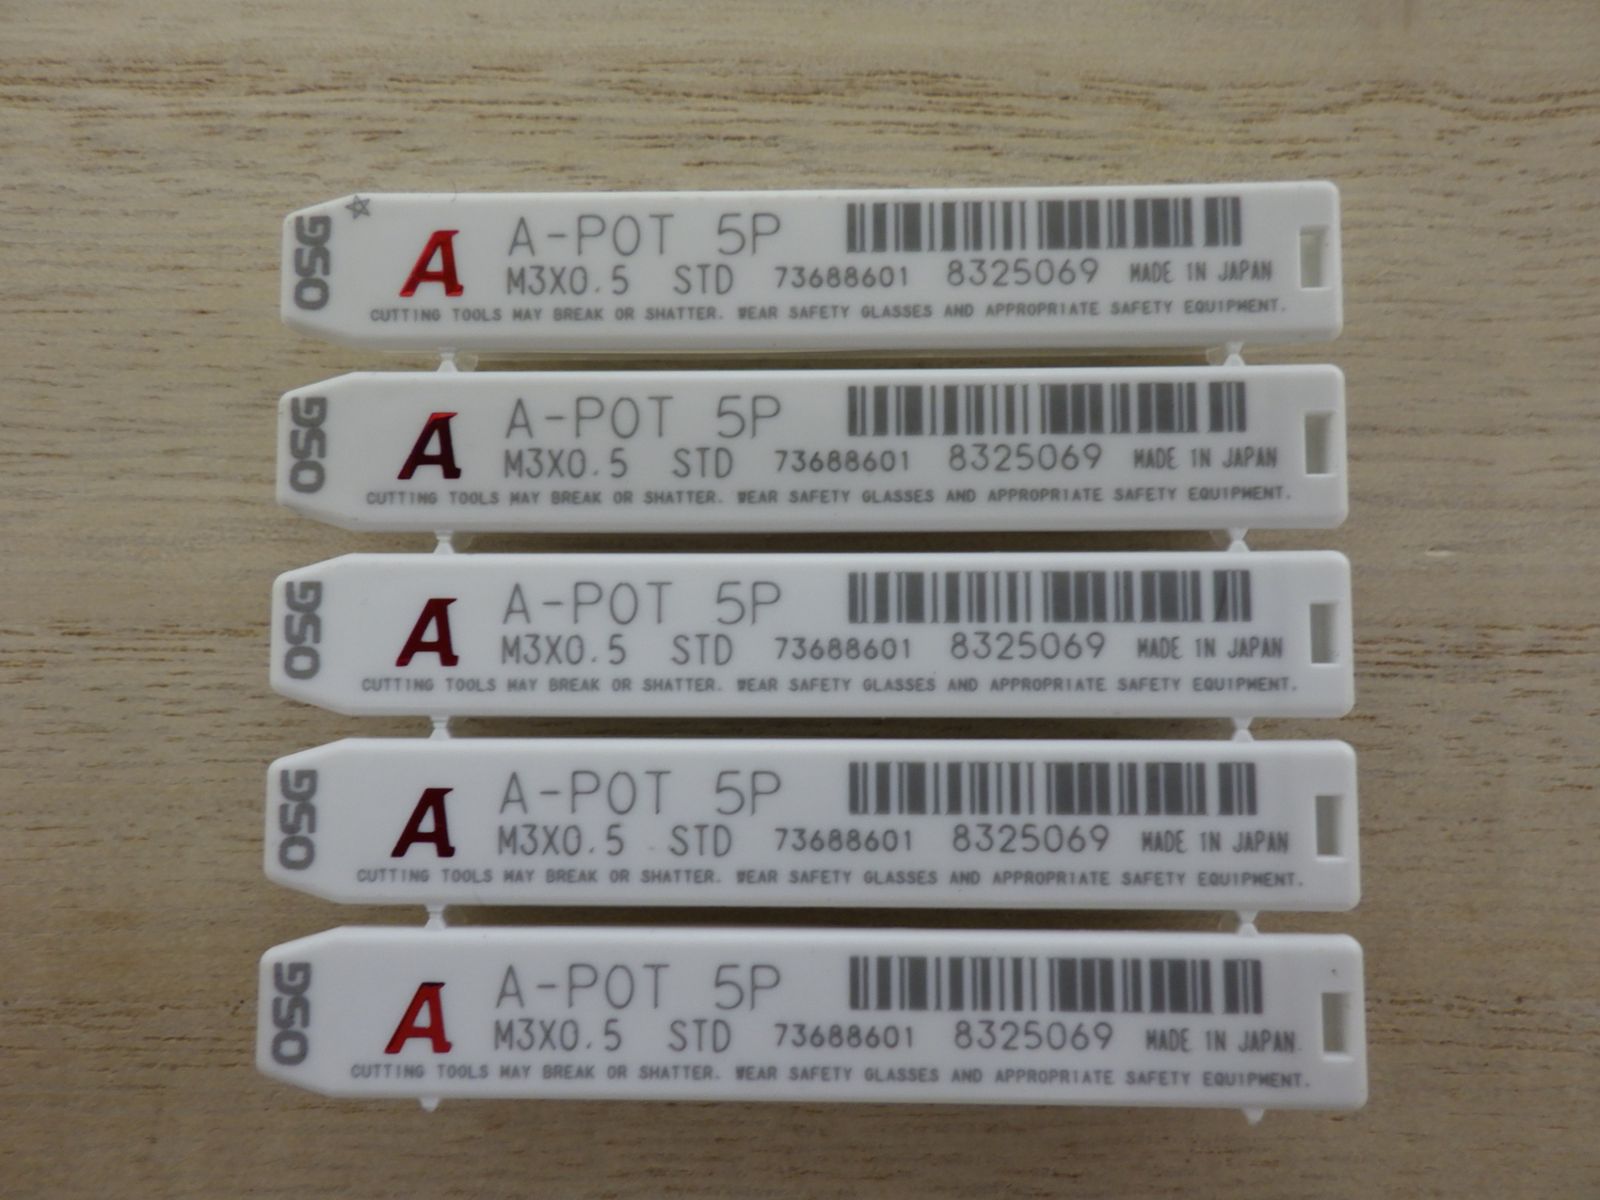 OSG
A
A-POT 5P
M3X0.5 STD 73688601 8325069 MADE IN JAPAN
CUTTING TOOLS MAY BREAK OR SHATTER. WEAR SAFETY GLASSES AND APPROPRIATE SAFETY EQUIPMENT.
OSG
A
A-POT 5P
M3X0.5 STD 73688601 8325069 MADE IN JAPAN
CUTTING TOOLS MAY BREAK OR SHATTER. WEAR SAFETY GLASSES AND APPROPRIATE SAFETY EQUIPMENT.
OSG
A
A-POT 5P
M3X0.5 STD 73688601 8325069 MADE IN JAPAN
CUTTING TOOLS MAY BREAK OR SHATTER. WEAR SAFETY GLASSES AND APPROPRIATE SAFETY EQUIPMENT.
OSG
A
A-POT 5P
M3X0.5 STD 73688601 8325069 MADE IN JAPAN
CUTTING TOOLS MAY BREAK OR SHATTER. WEAR SAFETY GLASSES AND APPROPRIATE SAFETY EQUIPMENT.
OSG
A
A-POT 5P
M3X0.5 STD 73688601 8325069 MADE IN JAPAN
CUTTING TOOLS MAY BREAK OR SHATTER. WEAR SAFETY GLASSES AND APPROPRIATE SAFETY EQUIPMENT.